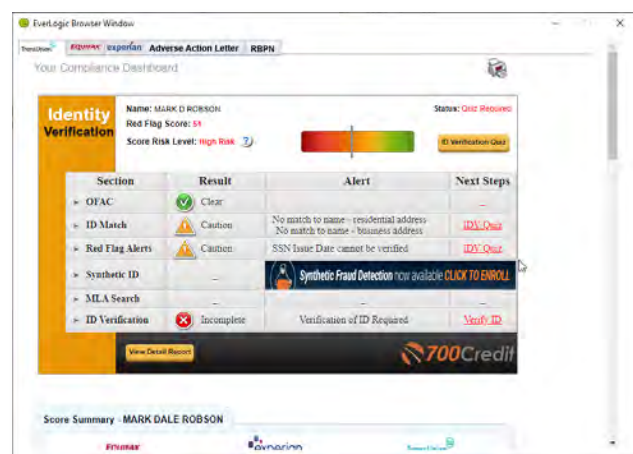 EverLogic Browser Window
TransUnion EQUIFAX experian Adverse Action Letter RBPN
Your Compliance Dashboard
Identity Verification
Name: MARK D ROBSON
Status: Quiz Required
Red Flag Score: 51
Score Risk Level: High Risk ?
ID Verification Quiz
Section Result Alert Next Steps
OFAC Clear _ _
ID Match Caution No match to name - residential address
No match to name - business address IDV Quiz
Red Flag Alerts Caution SSN Issue Date cannot be verified IDV Quiz
Synthetic ID _ Synthetic Fraud Detection now available CLICK TO ENROLL
MLA Search _ _ _
ID Verification Incomplete Verification of ID Required Verify ID
View Detail Report
700Credit
Score Summary - MARK DALE ROBSON
EQUIFAX experian TransUnion